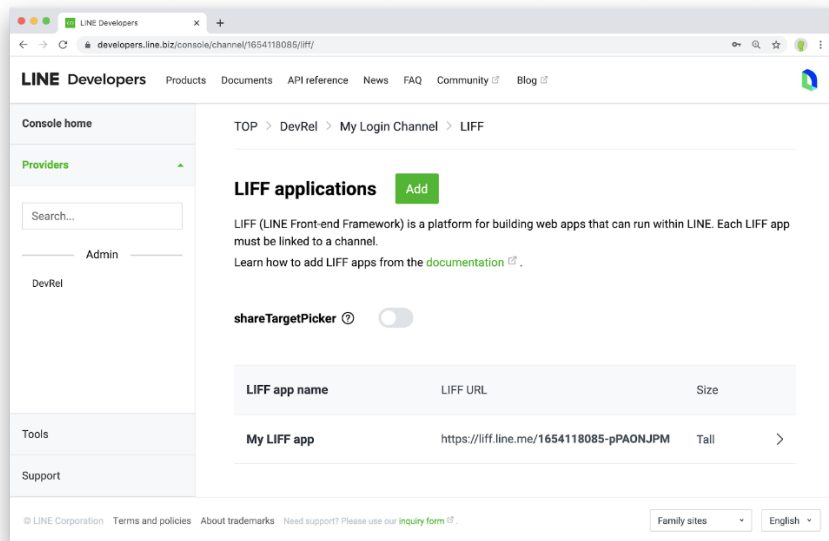 LINE Developers
developers.line.biz/console/channel/1654118085/liff/
LINE Developers Products Documents API reference News FAQ Community Blog
Console home
Providers
Search...
Admin
DevRel
Tools
Support
TOP > DevRel > My Login Channel > LIFF
LIFF applications Add
LIFF (LINE Front-end Framework) is a platform for building web apps that can run within LINE. Each LIFF app
must be linked to a channel.
Learn how to add LIFF apps from the documentation .
shareTargetPicker
LIFF app name LIFF URL Size
My LIFF app https://liff.line.me/1654118085-pPAONJPM Tall
© LINE Corporation Terms and policies About trademarks Need support? Please use our inquiry form . Family sites English